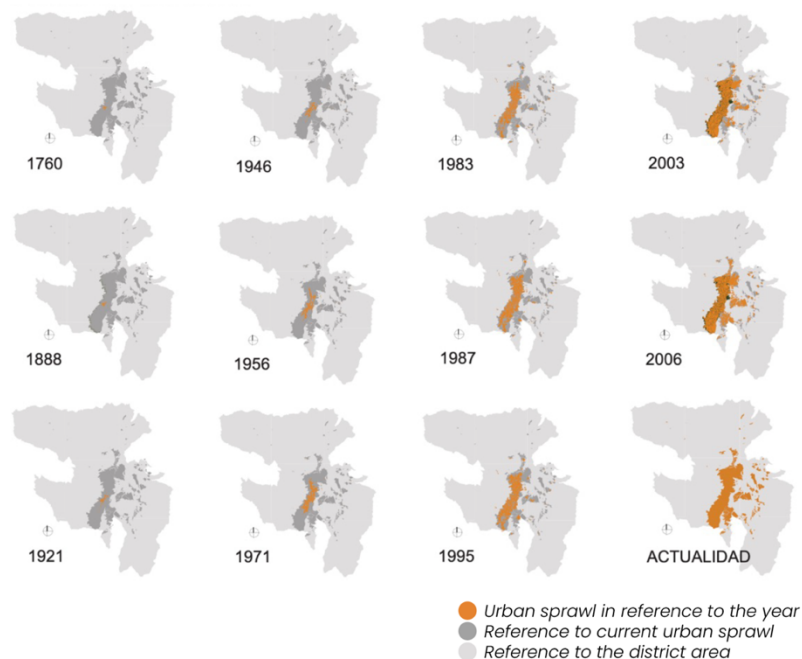 1760
1946
1983
2003
1888
1956
1987
2006
1921
1971
1995
ACTUALIDAD
Urban sprawl in reference to the year
Reference to current urban sprawl
Reference to the district area